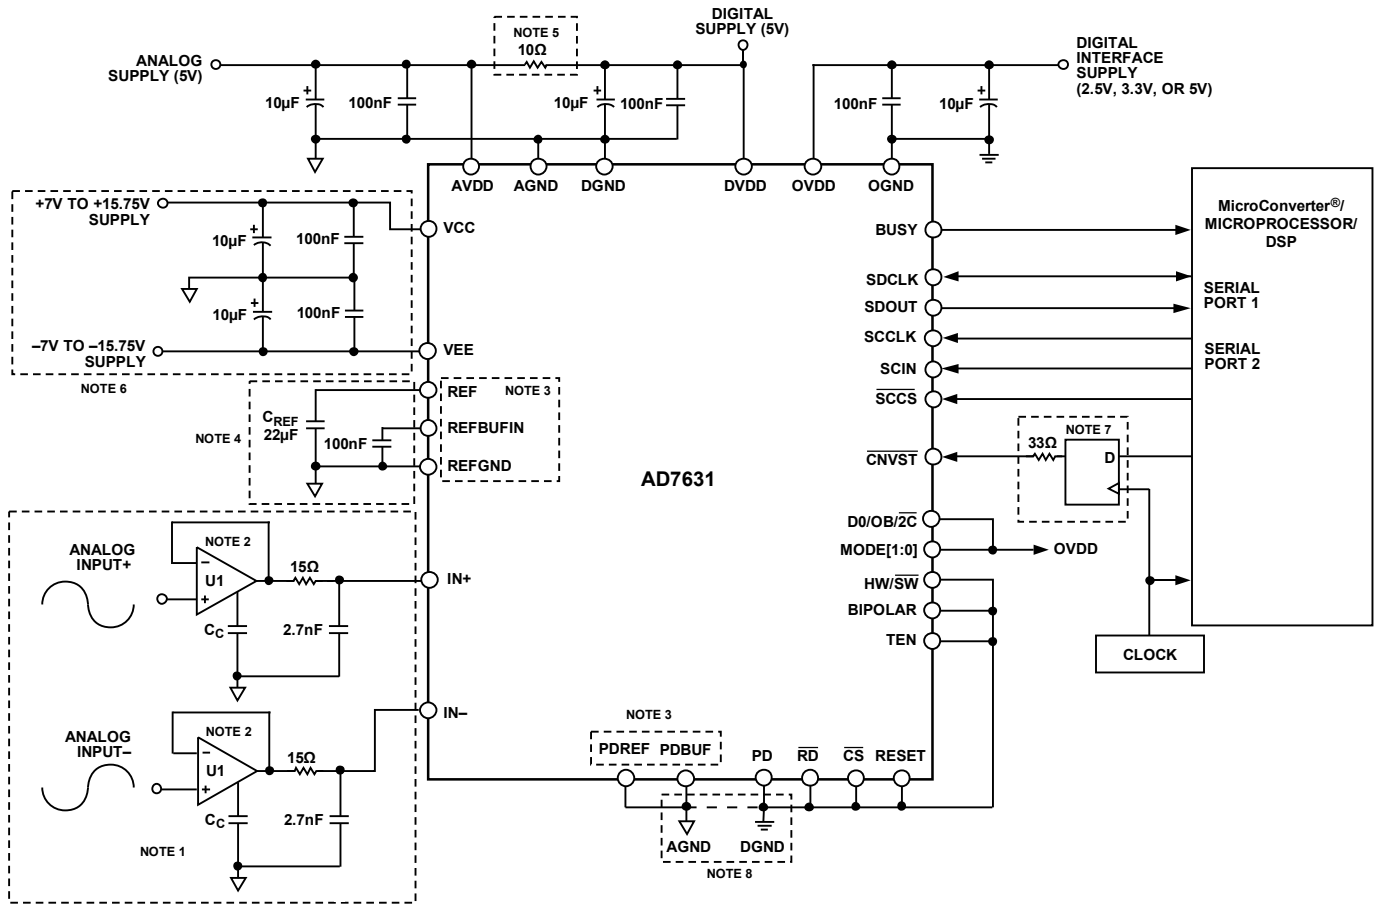 ANALOG
SUPPLY (5V)
NOTE 5
10Ω
DIGITAL
SUPPLY (5V)
DIGITAL
INTERFACE
SUPPLY
(2.5V, 3.3V, OR 5V)
10µF
+
100nF
10µF
+
100nF
100nF
10µF
+
AVDD
AGND
DGND
DVDD
OVDD
OGND
+7V TO +15.75V
SUPPLY
10µF
+
100nF
10µF
+
100nF
–7V TO –15.75V
SUPPLY
NOTE 6
VCC
VEE
REF
NOTE 3
REFBUFIN
REFGND
CREF
22µF
100nF
NOTE 4
AD7631
BUSY
SDCLK
SDOUT
SCCLK
SCIN
SCCS
CNVST
D0/OB/2C
MODE[1:0]
HW/SW
BIPOLAR
TEN
OVDD
MicroConverter®/
MICROPROCESSOR/
DSP
SERIAL
PORT 1
SERIAL
PORT 2
NOTE 7
33Ω
D
CLOCK
ANALOG
INPUT+
NOTE 2
–
U1
+
15Ω
CC
2.7nF
IN+
ANALOG
INPUT–
NOTE 2
–
U1
+
15Ω
CC
2.7nF
IN–
NOTE 1
NOTE 3
PDREF PDBUF
PD
RD
CS
RESET
AGND
DGND
NOTE 8